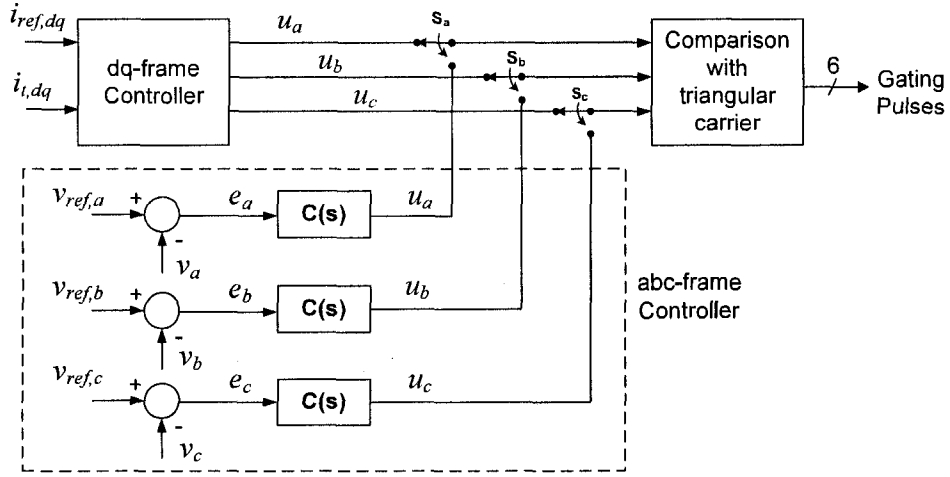 i_ref,dq
i_t,dq
dq-frame
Controller
u_a
u_b
u_c
S_a
S_b
S_c
Comparison
with
triangular
carrier
6
Gating
Pulses
v_ref,a
+
-
v_a
e_a
C(s)
u_a
v_ref,b
+
-
v_b
e_b
C(s)
u_b
v_ref,c
+
-
v_c
e_c
C(s)
u_c
abc-frame
Controller